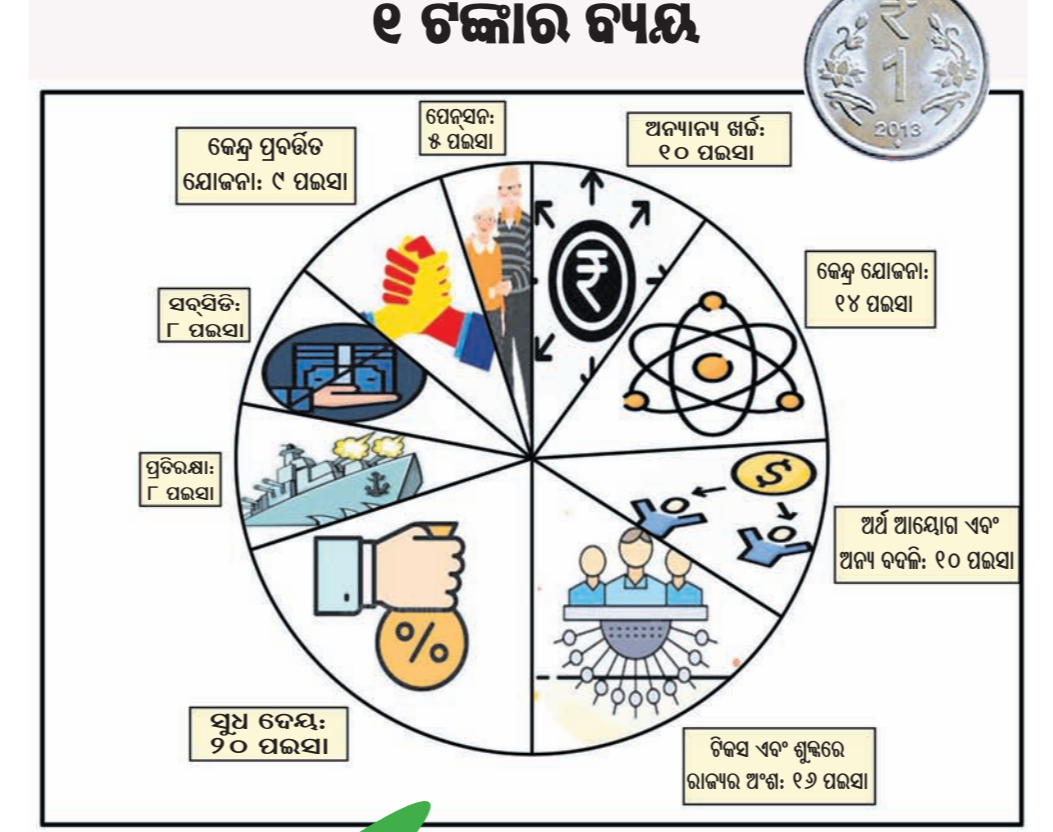 ୧ ଟଙ୍କାର ବ୍ୟୟ
₹
1
2013
ପେନ୍‌ସନ:
୫ ପଇସା
ଅନ୍ୟାନ୍ୟ ଖର୍ଚ୍ଚ:
୧୦ ପଇସା
କେନ୍ଦ୍ର ପ୍ରବର୍ତ୍ତିତ
ଯୋଜନା: ୯ ପଇସା
କେନ୍ଦ୍ର ଯୋଜନା:
୧୪ ପଇସା
ସବ୍‌ସିଡି:
୮ ପଇସା
₹
ପ୍ରତିରକ୍ଷା:
୮ ପଇସା
ଅର୍ଥ ଆୟୋଗ ଏବଂ
ଅନ୍ୟ ବଦଳି: ୧୦ ପଇସା
%
ସୁଧ ଦେୟ:
୨୦ ପଇସା
ଟିକସ ଏବଂ ଶୁଳ୍କରେ
ରାଜ୍ୟର ଅଂଶ: ୧୬ ପଇସା